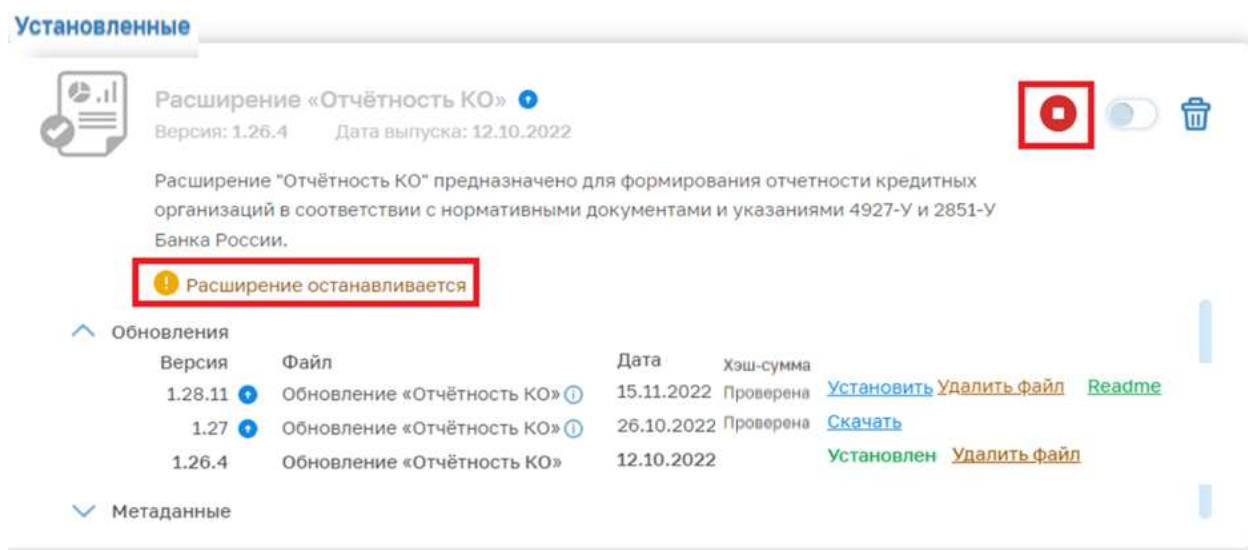 Установленные
Расширение «Отчётность КО»
Версия: 1.26.4 Дата выпуска: 12.10.2022
Расширение "Отчётность КО" предназначено для формирования отчетности кредитных
организаций в соответствии с нормативными документами и указаниями 4927-У и 2851-У
Банка России.
Расширение останавливается
Обновления
Версия Файл Дата Хэш-сумма
1.28.11 Обновление «Отчётность КО» 15.11.2022 Проверена Установить Удалить файл Readme
1.27 Обновление «Отчётность КО» 26.10.2022 Проверена Скачать
1.26.4 Обновление «Отчётность КО» 12.10.2022 Установлен Удалить файл
Метаданные